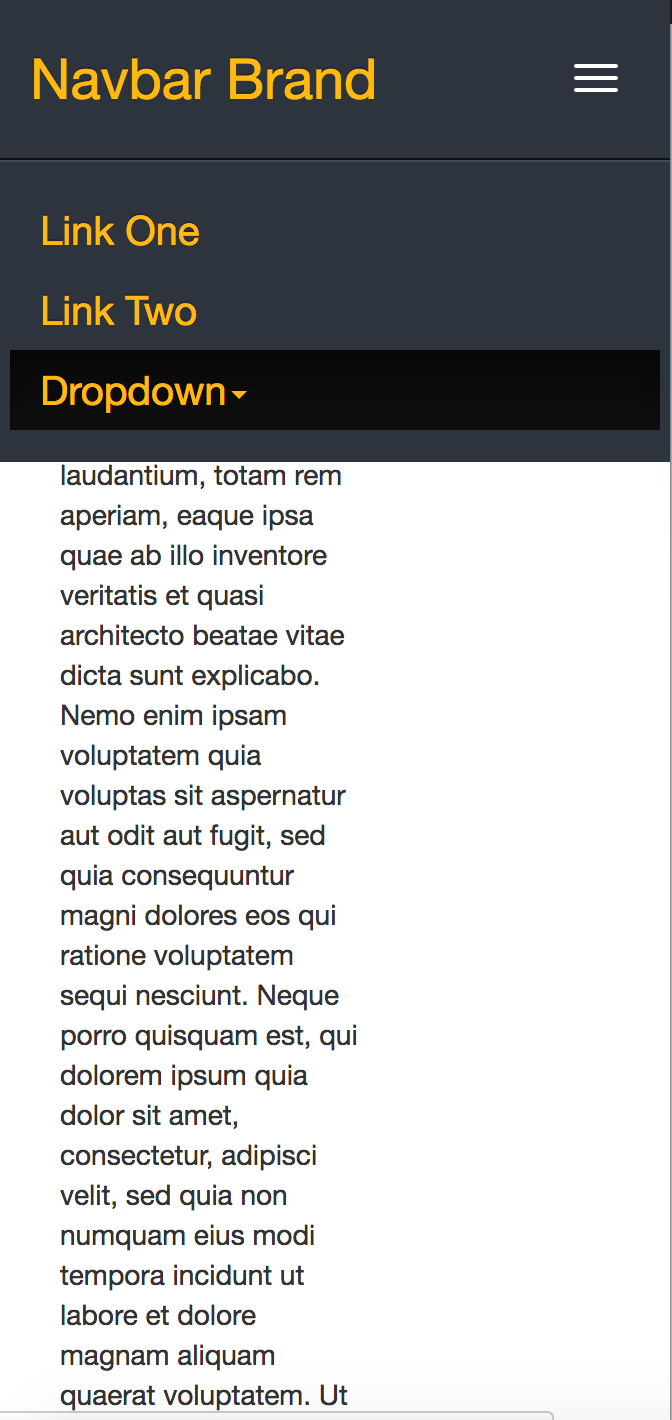 Navbar Brand
Link One
Link Two
Dropdown
laudantium, totam rem
aperiam, eaque ipsa
quae ab illo inventore
veritatis et quasi
architecto beatae vitae
dicta sunt explicabo.
Nemo enim ipsam
voluptatem quia
voluptas sit aspernatur
aut odit aut fugit, sed
quia consequuntur
magni dolores eos qui
ratione voluptatem
sequi nesciunt. Neque
porro quisquam est, qui
dolorem ipsum quia
dolor sit amet,
consectetur, adipisci
velit, sed quia non
numquam eius modi
tempora incidunt ut
labore et dolore
magnam aliquam
quaerat voluptatem. Ut